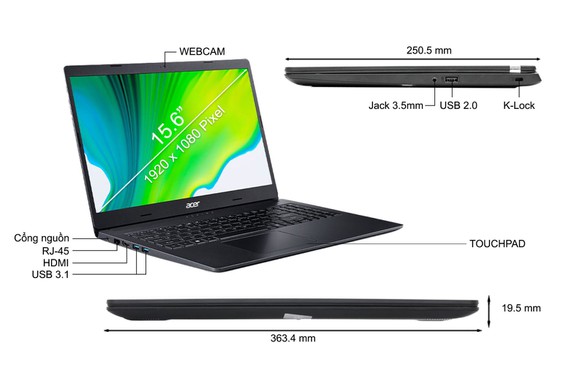 WEBCAM
250.5 mm
15.6”
1920 x 1080 Pixel
Jack 3.5mm
USB 2.0
K-Lock
acer
Cổng nguồn
RJ-45
HDMI
USB 3.1
TOUCHPAD
19.5 mm
363.4 mm